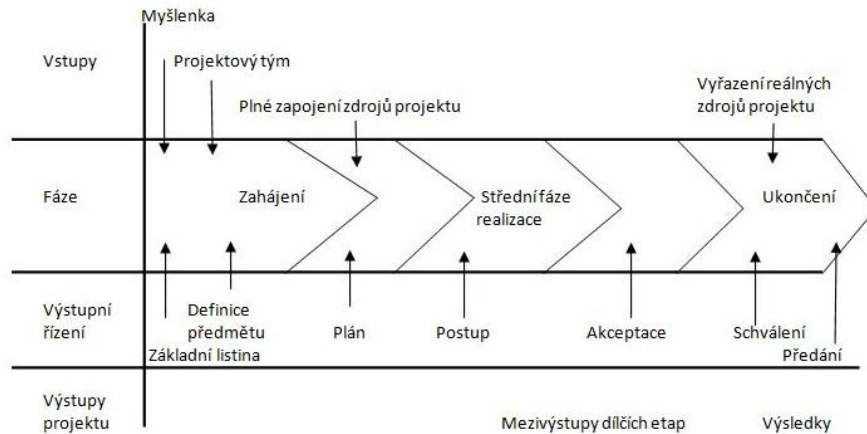 Myšlenka
Vstupy
Projektový tým
Plné zapojení zdrojů projektu
Vyřazení reálných
zdrojů projektu
Fáze
Zahájení
Střední fáze
realizace
Ukončení
Výstupní
řízení
Základní listina
Definice
předmětu
Plán
Postup
Akceptace
Schválení
Předání
Výstupy
projektu
Mezivýstupy dílčích etap
Výsledky